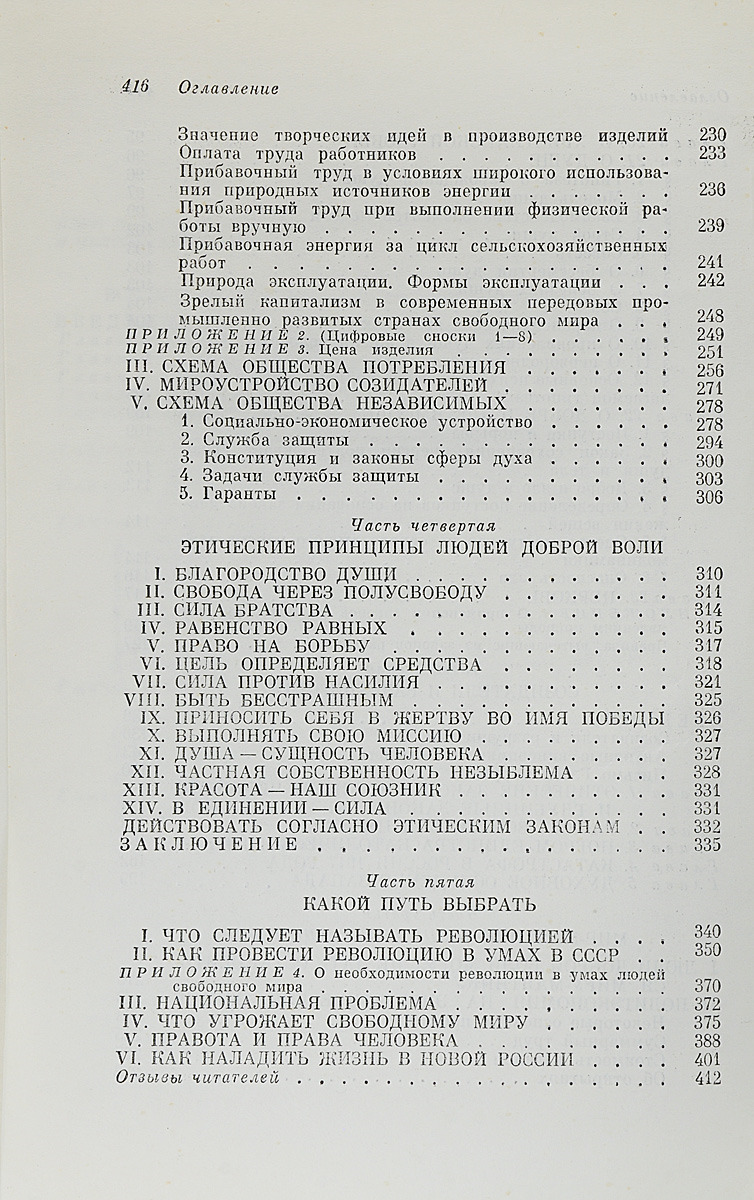 416 Оглавление
Значение творческих идей в производстве изделий . 230
Оплата труда работников . . . . . . . . . . . 233
Прибавочный труд в условиях широкого использова-
ния природных источников энергии . . . . . . . 236
Прибавочный труд при выполнении физической ра-
боты вручную . . . . . . . . . . . . . . . . 239
Прибавочная энергия за цикл сельскохозяйственных
работ . . . . . . . . . . . . . . . . . . . . 241
Природа эксплуатации. Формы эксплуатации . . . 242
Зрелый капитализм в современных передовых про-
мышленно развитых странах свободного мира . . . 248
ПРИЛОЖЕНИЕ 2. (Цифровые сноски 1—8) . . . . . . 249
ПРИЛОЖЕНИЕ 3. Цена изделия . . . . . . . . . . 251
III. СХЕМА ОБЩЕСТВА ПОТРЕБЛЕНИЯ . . . . . . . 256
IV. МИРОУСТРОЙСТВО СОЗИДАТЕЛЕЙ . . . . . . . . 271
V. СХЕМА ОБЩЕСТВА НЕЗАВИСИМЫХ . . . . . . . 278
1. Социально-экономическое устройство . . . . . . 278
2. Служба защиты . . . . . . . . . . . . . . 294
3. Конституция и законы сферы духа . . . . . . 300
4. Задачи службы защиты . . . . . . . . . . . 303
5. Гаранты . . . . . . . . . . . . . . . . . 306
Часть четвертая
ЭТИЧЕСКИЕ ПРИНЦИПЫ ЛЮДЕЙ ДОБРОЙ ВОЛИ
I. БЛАГОРОДСТВО ДУШИ . . . . . . . . . . . . 310
II. СВОБОДА ЧЕРЕЗ ПОЛУСВОБОДУ . . . . . . . . 311
III. СИЛА БРАТСТВА . . . . . . . . . . . . . . . 314
IV. РАВЕНСТВО РАВНЫХ . . . . . . . . . . . . 315
V. ПРАВО НА БОРЬБУ . . . . . . . . . . . . . 317
VI. ЦЕЛЬ ОПРЕДЕЛЯЕТ СРЕДСТВА . . . . . . . . 318
VII. СИЛА ПРОТИВ НАСИЛИЯ . . . . . . . . . . . 321
VIII. БЫТЬ БЕССТРАШНЫМ . . . . . . . . . . . . 325
IX. ПРИНОСИТЬ СЕБЯ В ЖЕРТВУ ВО ИМЯ ПОБЕДЫ 326
X. ВЫПОЛНЯТЬ СВОЮ МИССИЮ . . . . . . . . . 327
XI. ДУША — СУЩНОСТЬ ЧЕЛОВЕКА . . . . . . . . 327
XII. ЧАСТНАЯ СОБСТВЕННОСТЬ НЕЗЫБЛЕМА . . . . 328
XIII. КРАСОТА — НАШ СОЮЗНИК . . . . . . . . . . 331
XIV. В ЕДИНЕНИИ — СИЛА . . . . . . . . . . . . 331
ДЕЙСТВОВАТЬ СОГЛАСНО ЭТИЧЕСКИМ ЗАКОНАМ . . 332
ЗАКЛЮЧЕНИЕ . . . . . . . . . . . . . . . . 335
Часть пятая
КАКОЙ ПУТЬ ВЫБРАТЬ
I. ЧТО СЛЕДУЕТ НАЗЫВАТЬ РЕВОЛЮЦИЕЙ . . . . 340
II. КАК ПРОВЕСТИ РЕВОЛЮЦИЮ В УМАХ В СССР . . 350
ПРИЛОЖЕНИЕ 4. О необходимости революции в умах людей
свободного мира . . . . . . . . . . . . . . . . 370
III. НАЦИОНАЛЬНАЯ ПРОБЛЕМА . . . . . . . . . . 372
IV. ЧТО УГРОЖАЕТ СВОБОДНОМУ МИРУ . . . . . . 375
V. ПРАВОТА И ПРАВА ЧЕЛОВЕКА . . . . . . . . . 388
VI. КАК НАЛАДИТЬ ЖИЗНЬ В НОВОЙ РОССИИ . . . . 401
Отзывы читателей . . . . . . . . . . . . . . . . . 412